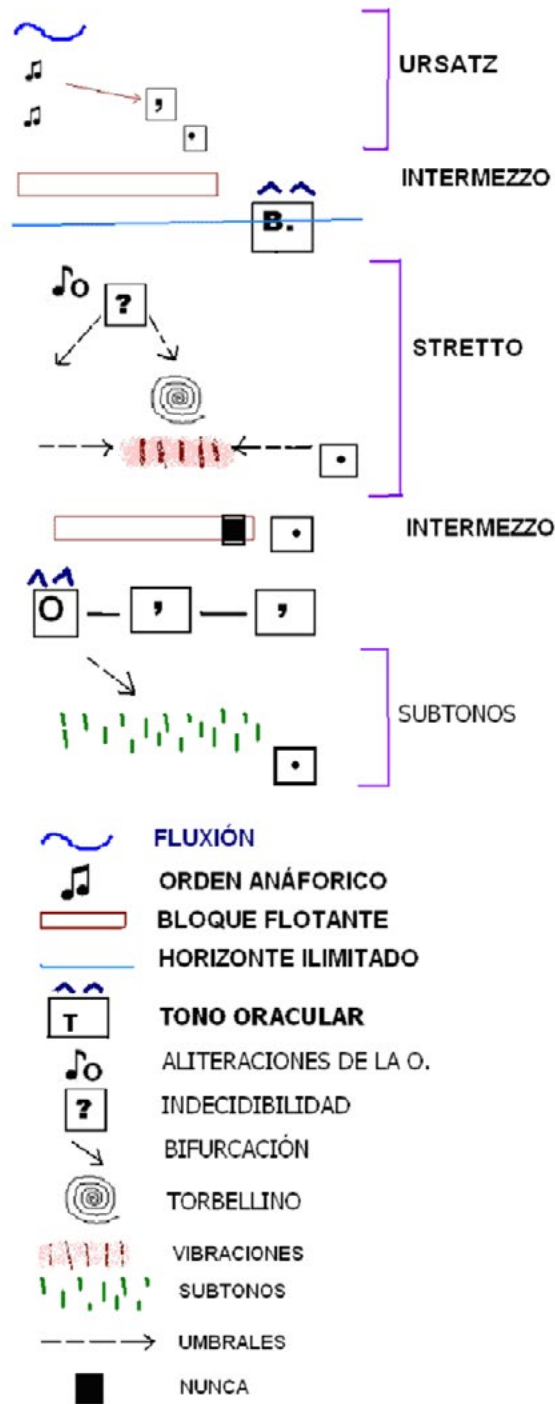 URSATZ
,
.
INTERMEZZO
B.
O
?
STRETTO
.
INTERMEZZO
.
O – , – ,
SUBTONOS
.
FLUXIÓN
ORDEN ANÁFORICO
BLOQUE FLOTANTE
HORIZONTE ILIMITADO
T TONO ORACULAR
O ALITERACIONES DE LA O.
? INDECIDIBILIDAD
BIFURCACIÓN
TORBELLINO
VIBRACIONES
SUBTONOS
UMBRALES
NUNCA